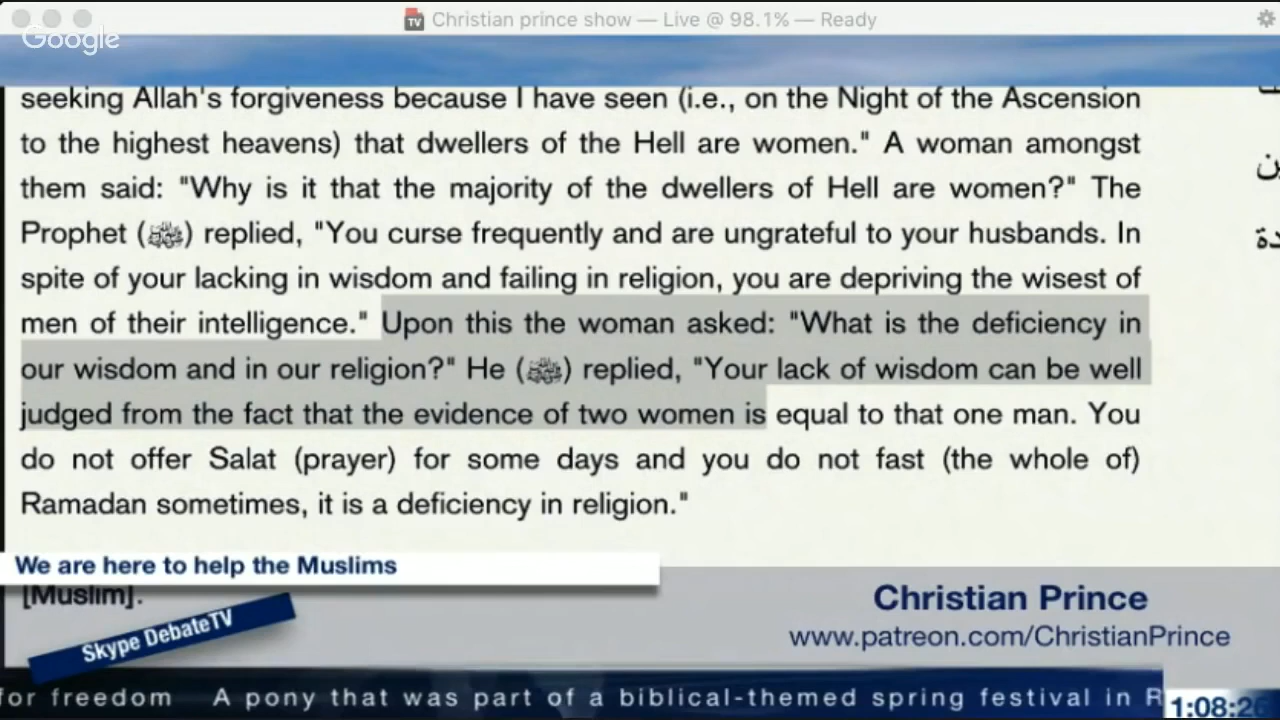 Christian prince show — Live @ 98.1% — Ready
Google
seeking Allah's forgiveness because I have seen (i.e., on the Night of the Ascension
to the highest heavens) that dwellers of the Hell are women." A woman amongst
them said: "Why is it that the majority of the dwellers of Hell are women?" The
Prophet (ﷺ) replied, "You curse frequently and are ungrateful to your husbands. In
spite of your lacking in wisdom and failing in religion, you are depriving the wisest of
men of their intelligence." Upon this the woman asked: "What is the deficiency in
our wisdom and in our religion?" He (ﷺ) replied, "Your lack of wisdom can be well
judged from the fact that the evidence of two women is equal to that one man. You
do not offer Salat (prayer) for some days and you do not fast (the whole of)
Ramadan sometimes, it is a deficiency in religion."
We are here to help the Muslims
[Muslim].
Skype DebateTV
Christian Prince
www.patreon.com/ChristianPrince
for freedom A pony that was part of a biblical-themed spring festival in R
1:08:26